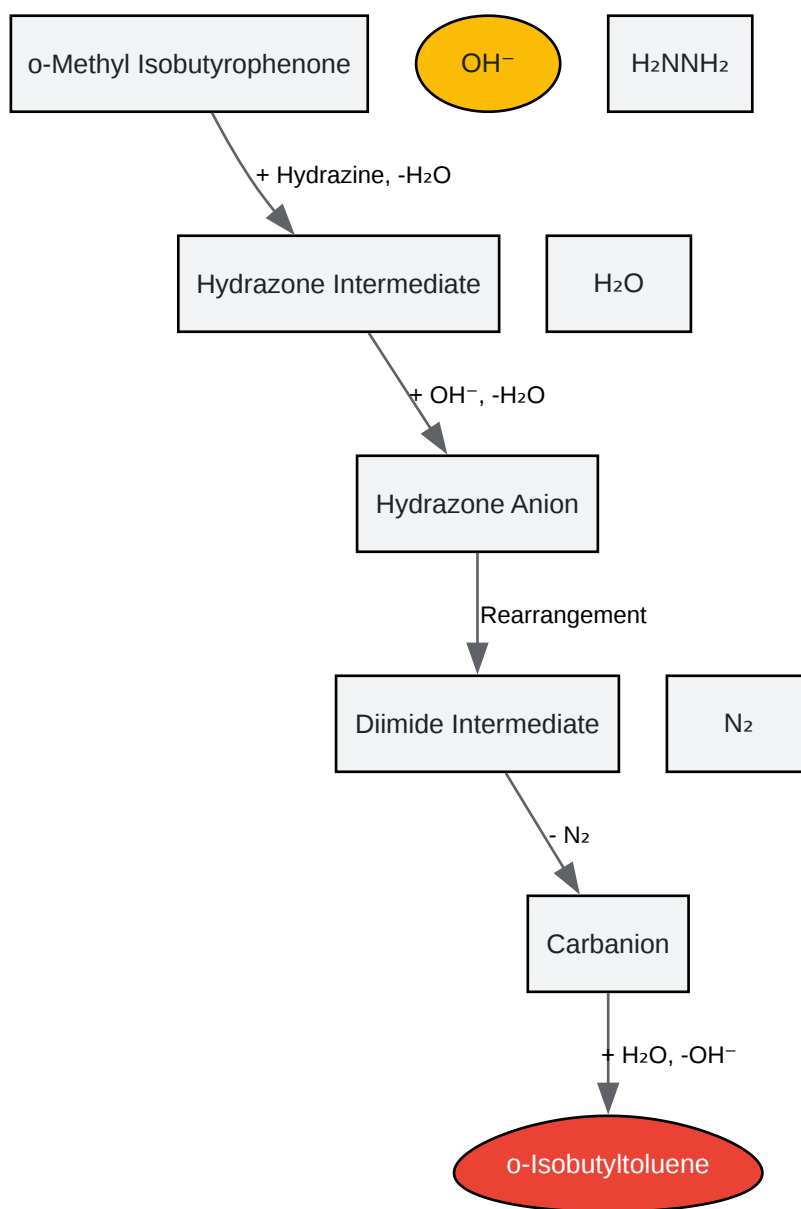 o-Methyl Isobutyrophenone
OH⁻
H₂NNH₂
+ Hydrazine, -H₂O
Hydrazone Intermediate
H₂O
+ OH⁻, -H₂O
Hydrazone Anion
Rearrangement
Diimide Intermediate
N₂
- N₂
Carbanion
+ H₂O, -OH⁻
o-Isobutyltoluene